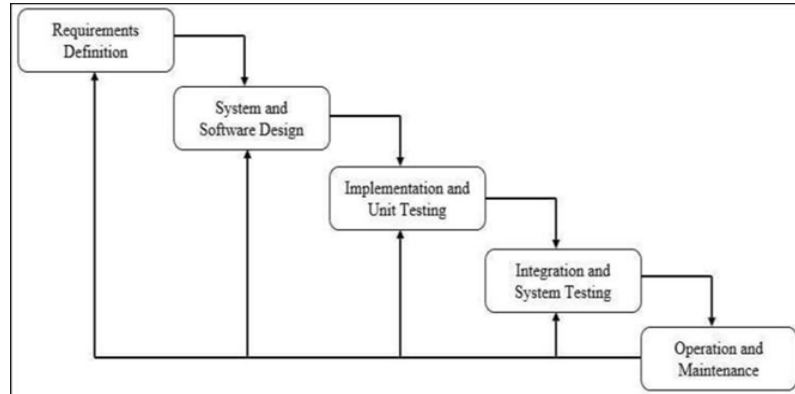 Requirements
Definition
System and
Software Design
Implementation and
Unit Testing
Integration and
System Testing
Operation and
Maintenance